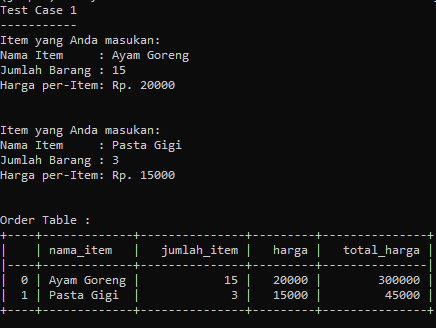 Test Case 1
-----------
Item yang Anda masukan:
Nama Item     : Ayam Goreng
Jumlah Barang : 15
Harga per-Item: Rp. 20000
Item yang Anda masukan:
Nama Item     : Pasta Gigi
Jumlah Barang : 3
Harga per-Item: Rp. 15000
Order Table :
+----+-------------+---------------+---------+---------------+
|    | nama_item   |   jumlah_item |   harga |   total_harga |
|----+-------------+---------------+---------+---------------|
|  0 | Ayam Goreng |            15 |   20000 |        300000 |
|  1 | Pasta Gigi  |             3 |   15000 |         45000 |
+----+-------------+---------------+---------+---------------+